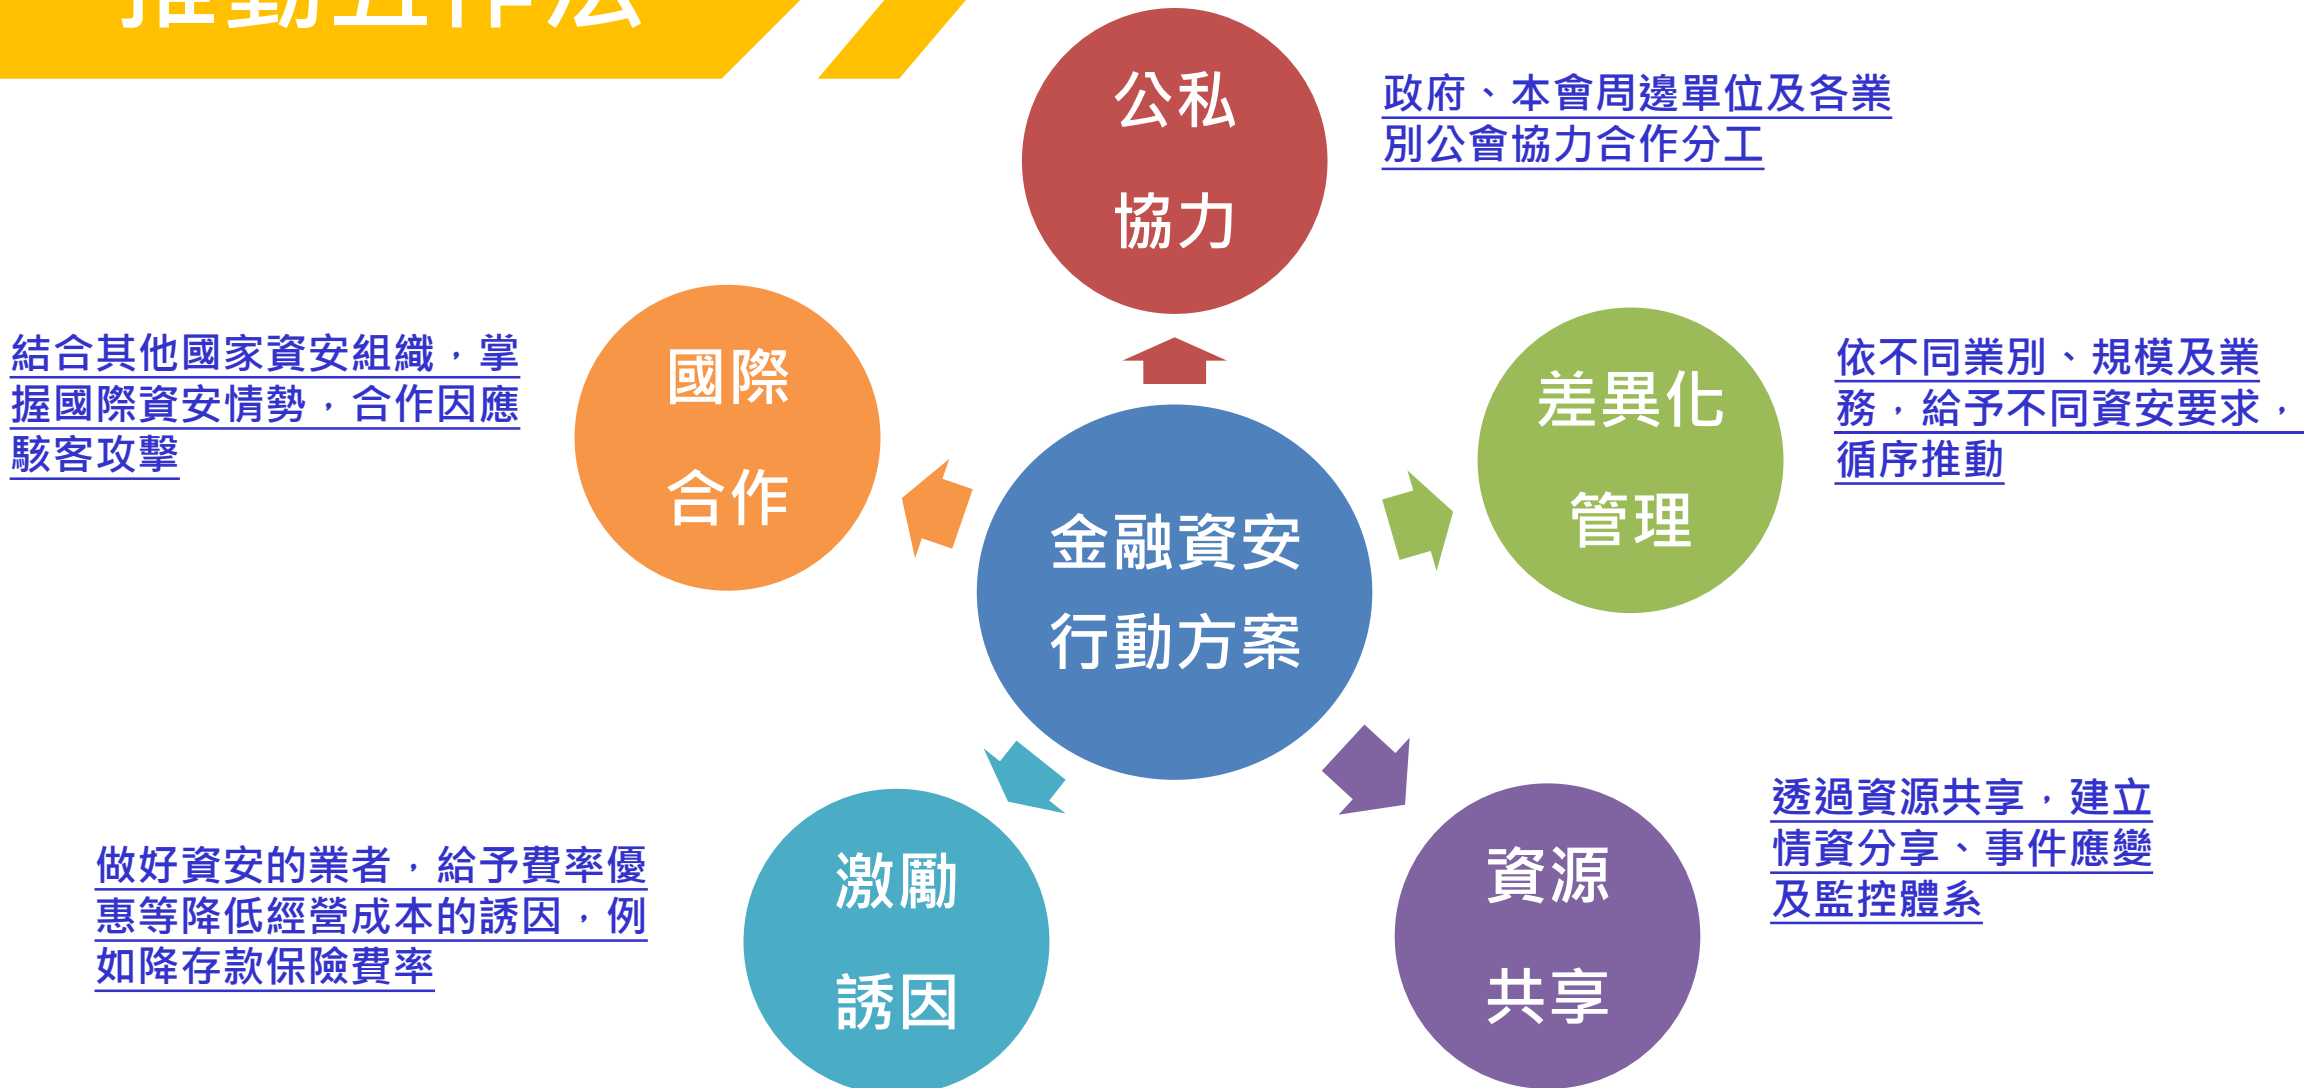 推動五作法
公私
協力
政府、本會周邊單位及各業
別公會協力合作分工
國際
合作
結合其他國家資安組織，掌
握國際資安情勢，合作因應
駭客攻擊
差異化
管理
依不同業別、規模及業
務，給予不同資安要求，
循序推動
金融資安
行動方案
激勵
誘因
做好資安的業者，給予費率優
惠等降低經營成本的誘因，例
如降存款保險費率
資源
共享
透過資源共享，建立
情資分享、事件應變
及監控體系